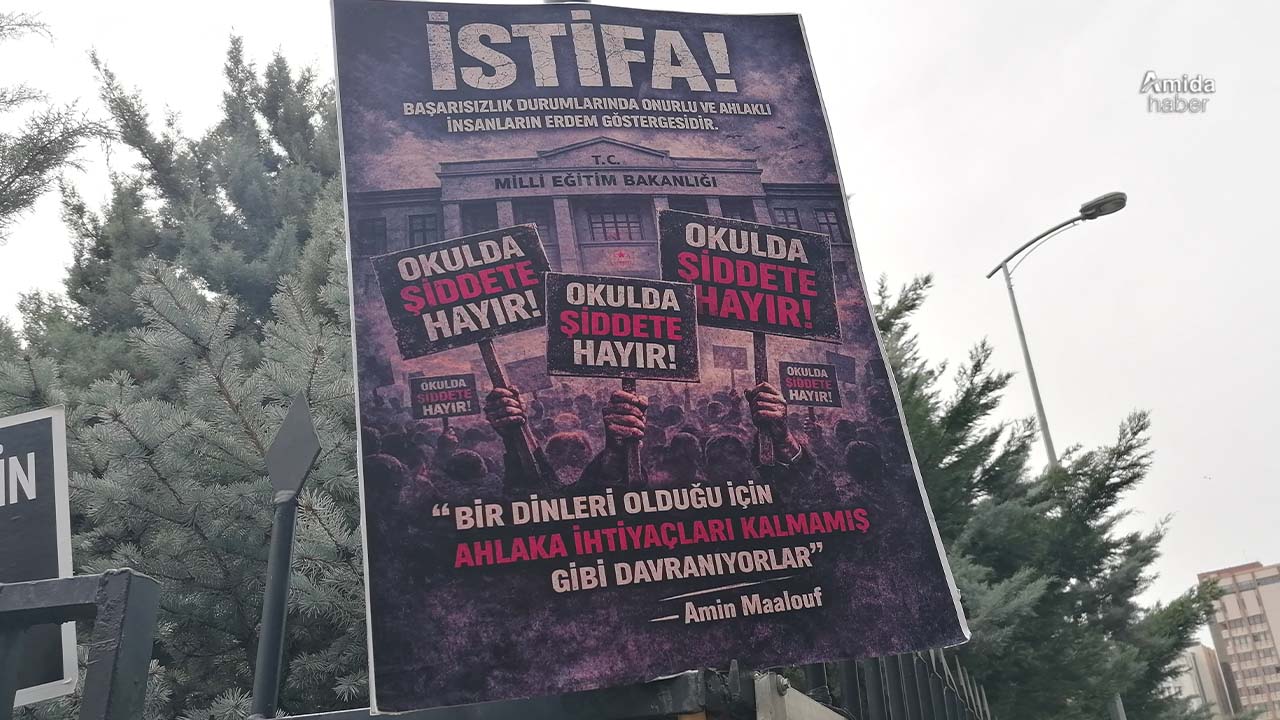 İSTİFA!
BAŞARISIZLIK DURUMLARINDA ONURLU VE AHLAKLI
İNSANLARIN ERDEM GÖSTERGESİDİR.
T.C.
MİLLİ EĞİTİM BAKANLIĞI
OKULDA
ŞİDDETE
HAYIR!
OKULDA
ŞİDDETE
HAYIR!
OKULDA
ŞİDDETE
HAYIR!
OKULDA
ŞİDDETE
HAYIR!
OKULDA
ŞİDDETE
HAYIR!
“BİR DİNLERİ OLDUĞU İÇİN
AHLAKA İHTİYAÇLARI KALMAMIŞ
GİBİ DAVRANIYORLAR”
— Amin Maalouf
İN
Amida
haber